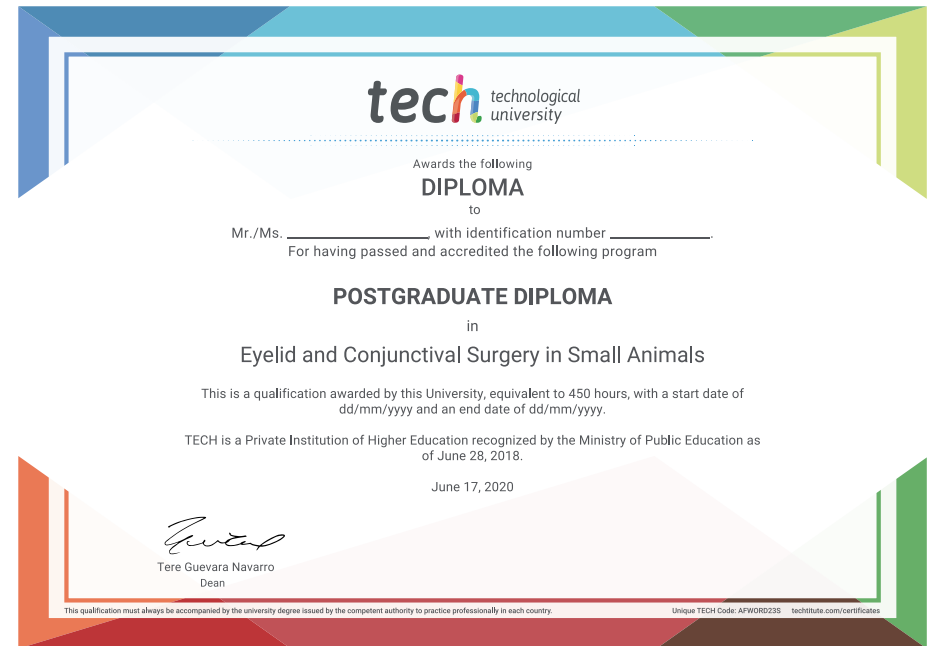 tech technological
university
Awards the following
DIPLOMA
to
Mr./Ms. ____________, with identification number ____________.
For having passed and accredited the following program
POSTGRADUATE DIPLOMA
in
Eyelid and Conjunctival Surgery in Small Animals
This is a qualification awarded by this University, equivalent to 450 hours, with a start date of
dd/mm/yyyy and an end date of dd/mm/yyyy.
TECH is a Private Institution of Higher Education recognized by the Ministry of Public Education as
of June 28, 2018.
June 17, 2020
Tere Guevara Navarro
Dean
This qualification must always be accompanied by the university degree issued by the competent authority to practice professionally in each country.
Unique TECH Code: AFWORD23S techtitute.com/certificates